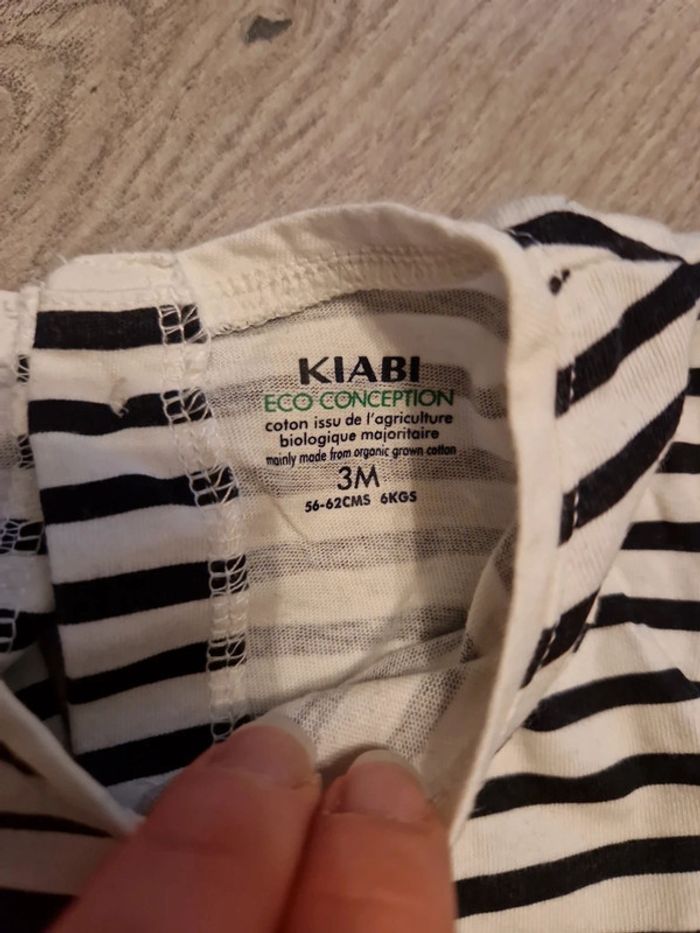 KIABI
ECO CONCEPTION
coton issu de l'agriculture
biologique majoritaire
mainly made from organic grown cotton
3M
56-62CMS 6KGS